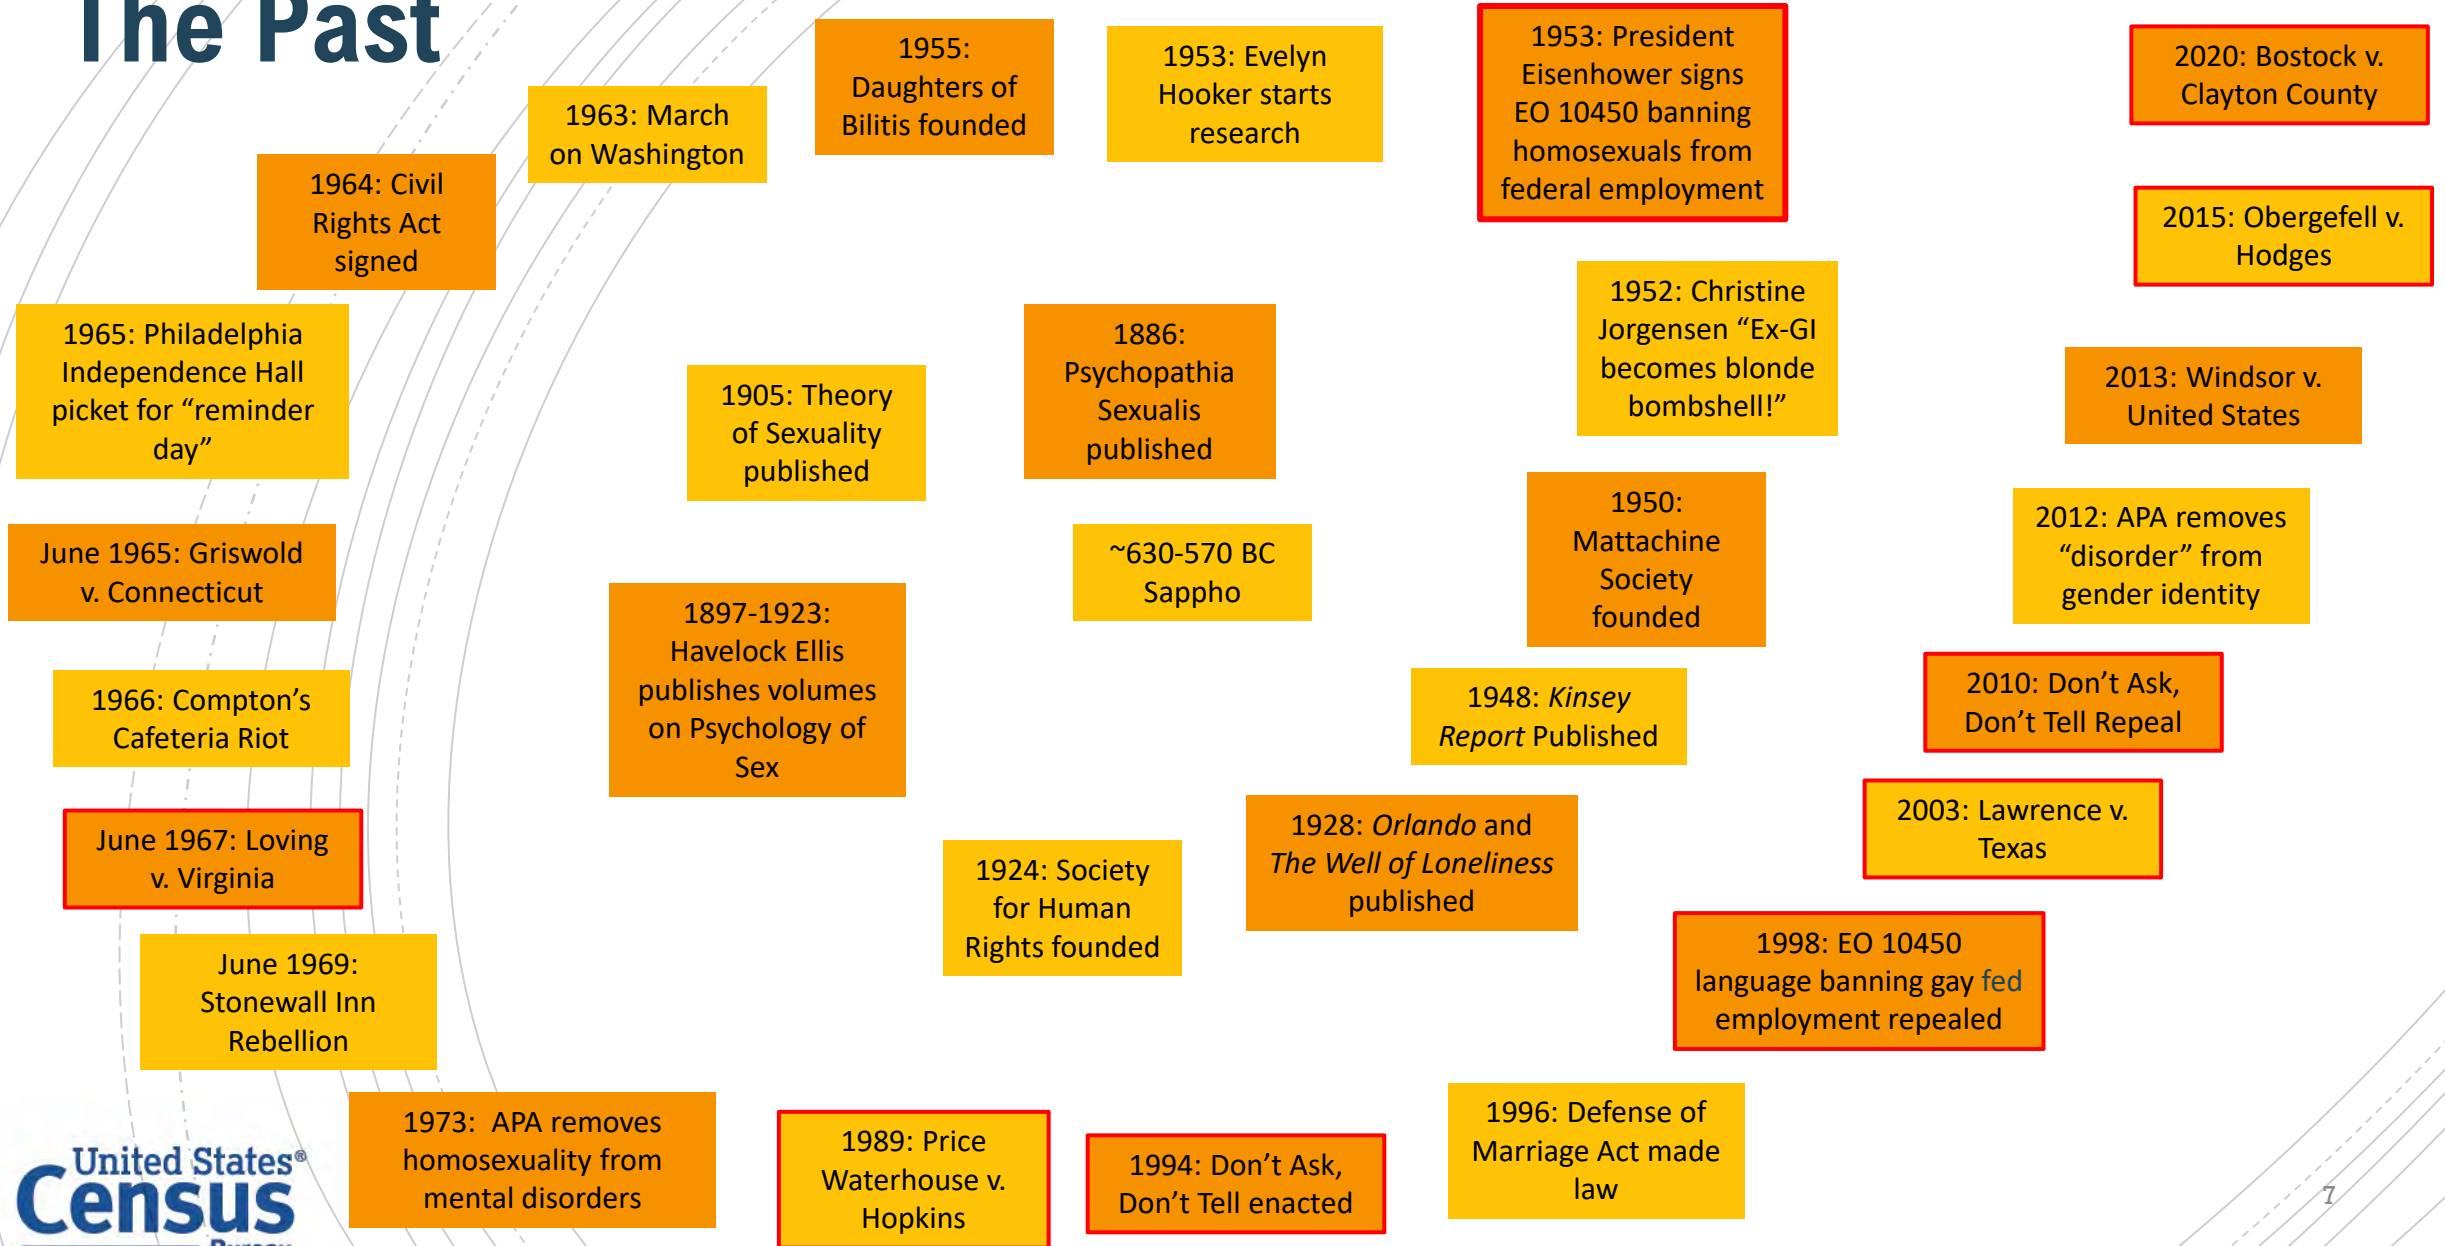 The Past
1955:
Daughters of
Bilitis founded
1953: Evelyn
Hooker starts
research
1953: President
Eisenhower signs
EO 10450 banning
homosexuals from
federal employment
2020: Bostock v.
Clayton County
1963: March
on Washington
1964: Civil
Rights Act
signed
2015: Obergefell v.
Hodges
1952: Christine
Jorgensen “Ex-GI
becomes blonde
bombshell!”
1965: Philadelphia
Independence Hall
picket for “reminder
day”
1886:
Psychopathia
Sexualis
published
1905: Theory
of Sexuality
published
2013: Windsor v.
United States
1950:
Mattachine
Society
founded
2012: APA removes
“disorder” from
gender identity
June 1965: Griswold
v. Connecticut
~630-570 BC
Sappho
1897-1923:
Havelock Ellis
publishes volumes
on Psychology of
Sex
1966: Compton’s
Cafeteria Riot
1948: Kinsey
Report Published
2010: Don’t Ask,
Don’t Tell Repeal
June 1967: Loving
v. Virginia
1928: Orlando and
The Well of Loneliness
published
2003: Lawrence v.
Texas
1924: Society
for Human
Rights founded
1998: EO 10450
language banning gay fed
employment repealed
June 1969:
Stonewall Inn
Rebellion
1973:  APA removes
homosexuality from
mental disorders
1989: Price
Waterhouse v.
Hopkins
1994: Don’t Ask,
Don’t Tell enacted
1996: Defense of
Marriage Act made
law
United States®
Census
Bureau
7